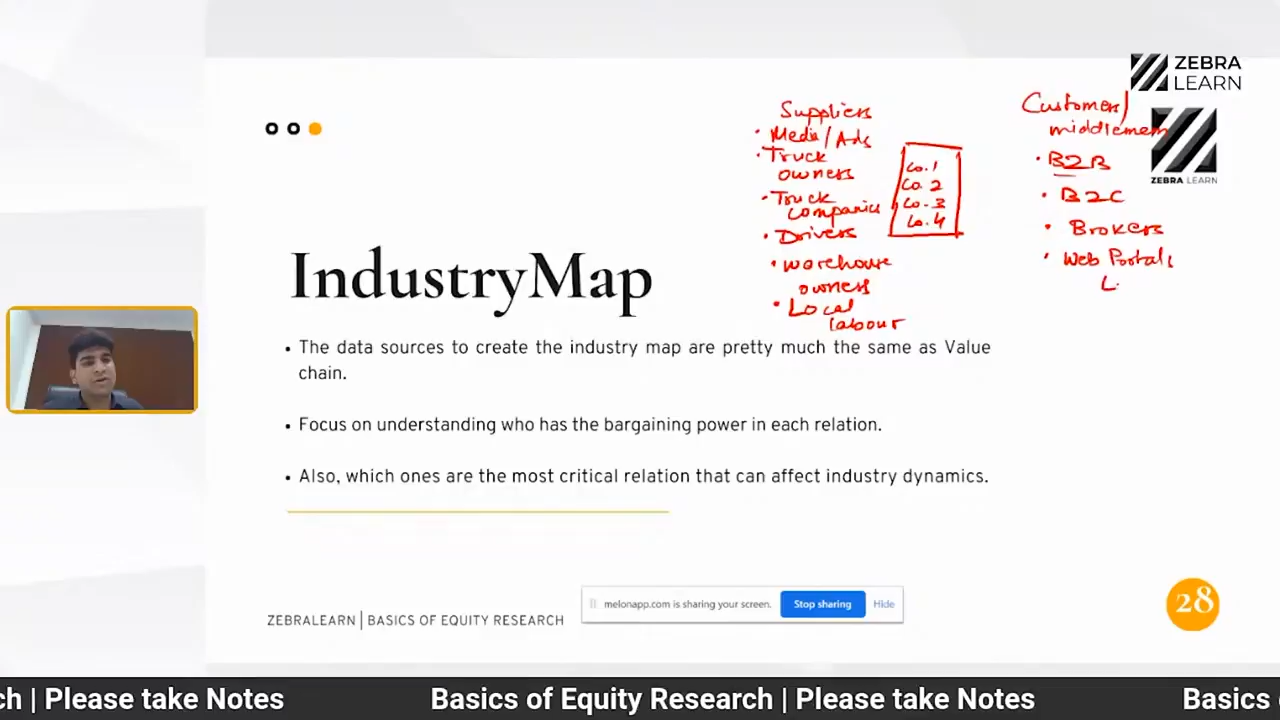 ZEBRA
LEARN
ZEBRA LEARN
Suppliers
• Media/Ads
• Truck
owners
• Truck
companies
• Drivers
• warehouse
owners
• Local
labour
Co. 1
Co. 2
Co. 3
Co. 4
Customers/
middlemen
• B2B
• B2C
• Brokers
• Web Portals
IndustryMap
• The data sources to create the industry map are pretty much the same as Value
chain.
• Focus on understanding who has the bargaining power in each relation.
• Also, which ones are the most critical relation that can affect industry dynamics.
melonapp.com is sharing your screen. Stop sharing Hide
ZEBRALEARN | BASICS OF EQUITY RESEARCH
28
ch | Please take Notes Basics of Equity Research | Please take Notes Basics